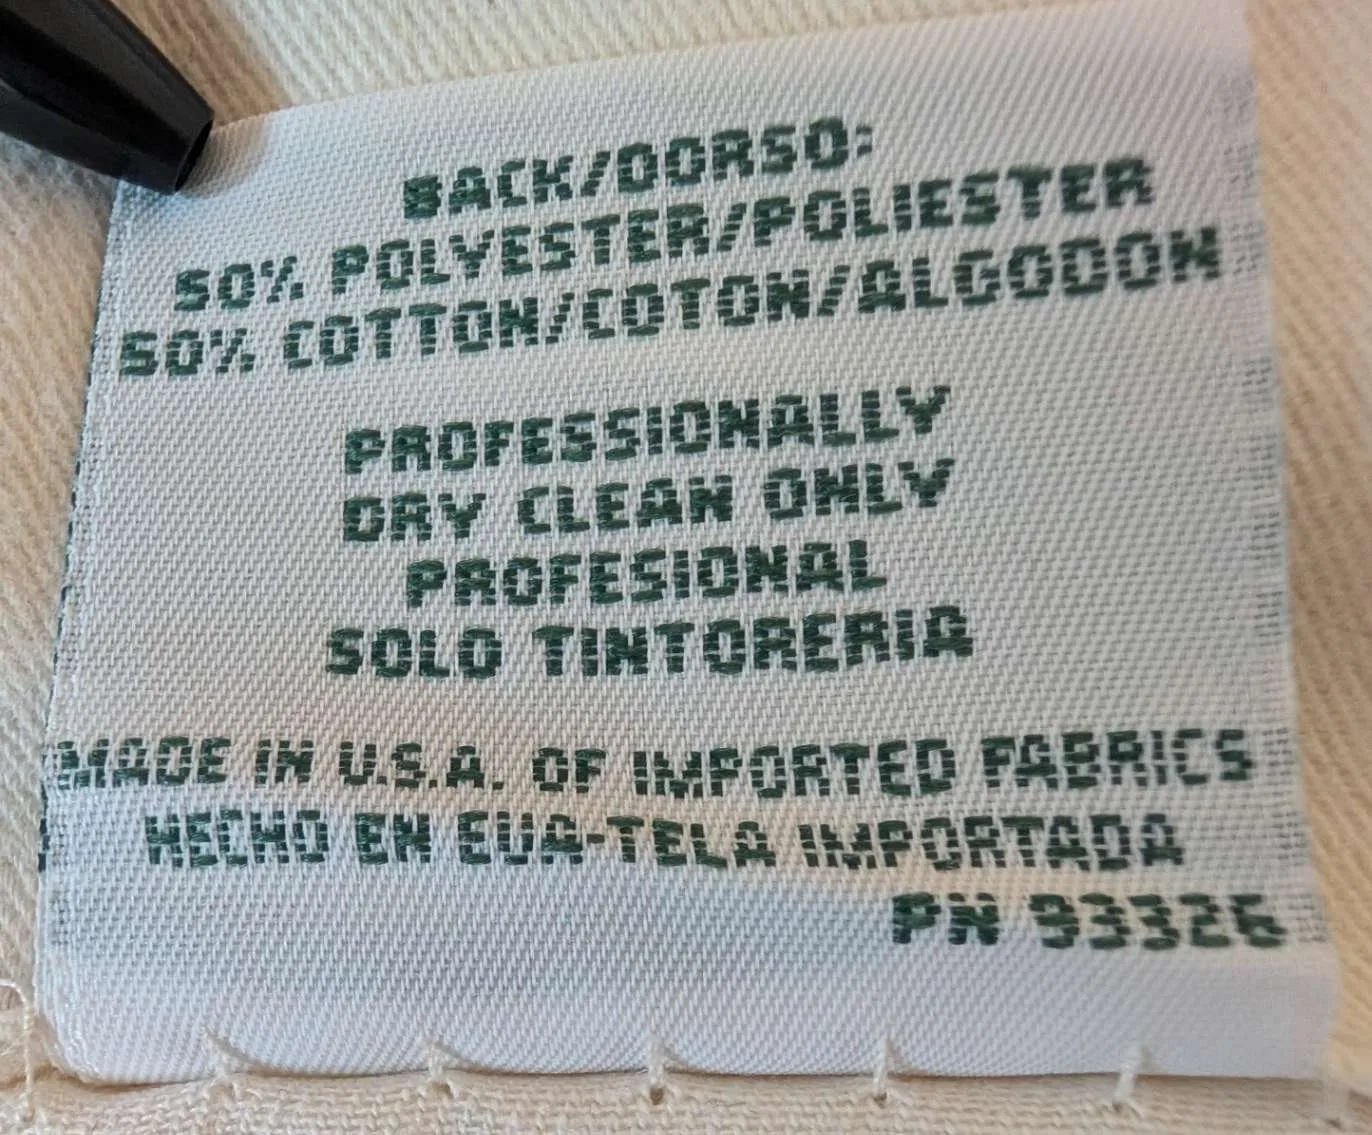 BACK/DORSO:
50% POLYESTER/POLIESTER
50% COTTON/COTON/ALGODON
PROFESSIONALLY
DRY CLEAN ONLY
PROFESIONAL
SOLO TINTORERIA
MADE IN U.S.A. OF IMPORTED FABRICS
HECHO EN EUA-TELA IMPORTADA
PN 93326